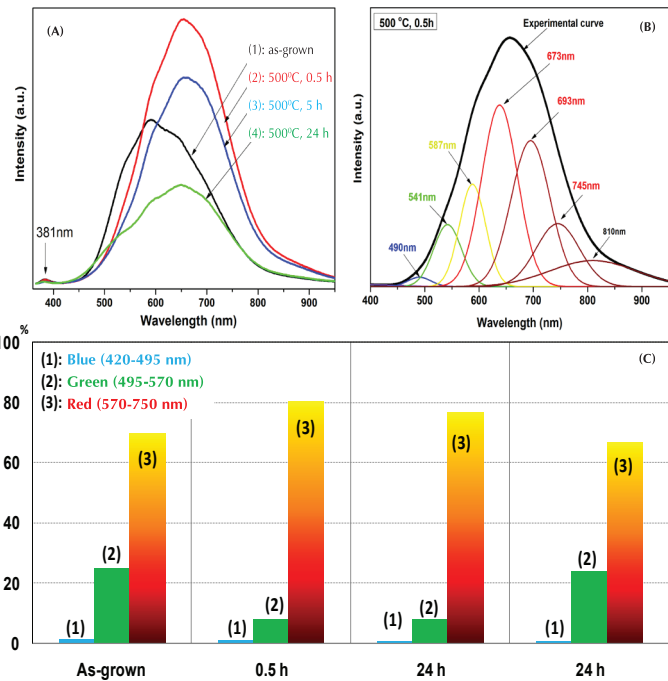 (A)
(1): as-grown
(2): 500ºC, 0.5 h
(3): 500ºC, 5 h
(4): 500ºC, 24 h
381nm
Intensity (a.u.)
400 500 600 700 800 900
Wavelength (nm)
500 °C, 0.5h
Experimental curve
(B)
673nm
693nm
587nm
541nm
745nm
810nm
490nm
Intensity (a.u.)
400 500 600 700 800 900
Wavelength (nm)
%
100
80
60
40
20
0
(1): Blue (420-495 nm)
(2): Green (495-570 nm)
(3): Red (570-750 nm)
(C)
(1) (2) (3)
(1) (2) (3)
(1) (2) (3)
(1) (2) (3)
As-grown 0.5 h 24 h 24 h